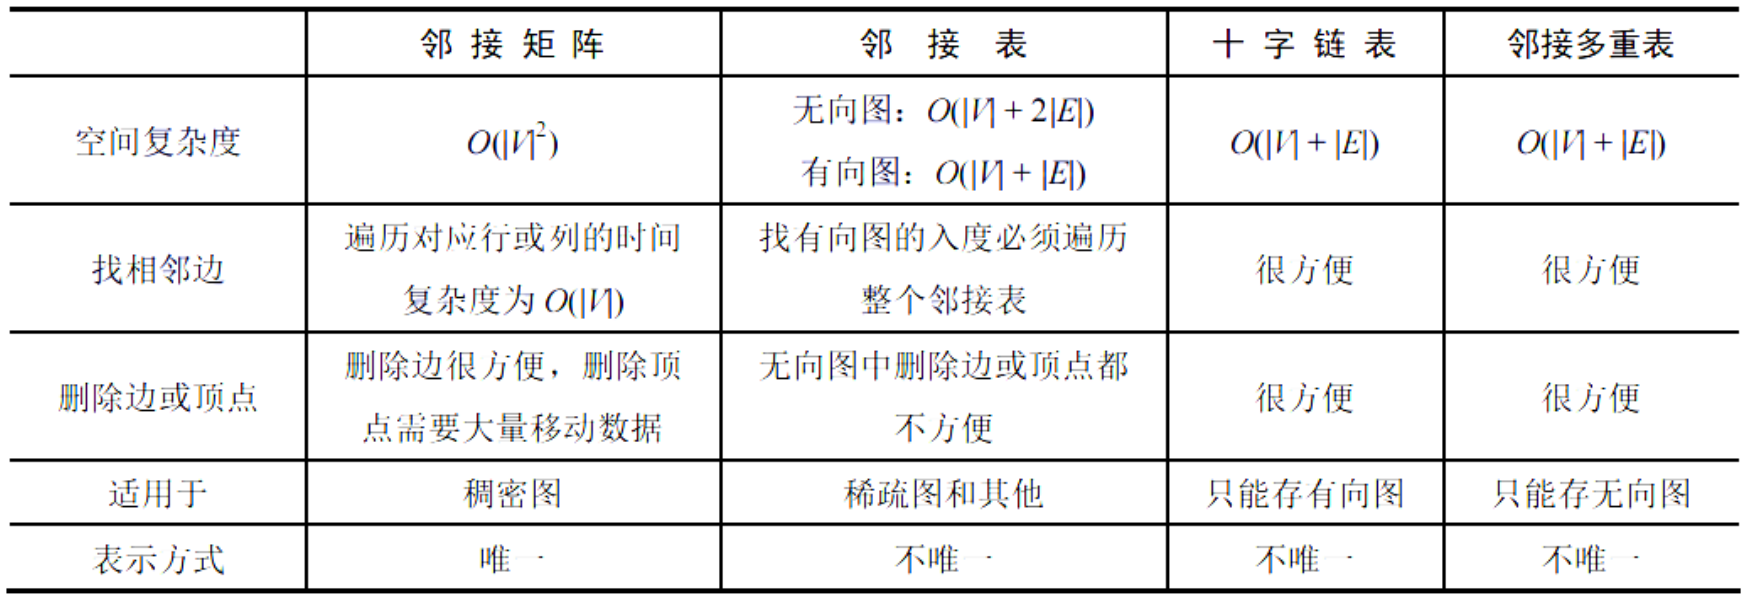 邻接矩阵 邻接表 十字链表 邻接多重表
空间复杂度 O(|V|²) 无向图：O(|V| + 2|E|) O(|V| + |E|) O(|V| + |E|)
有向图：O(|V| + |E|)
找相邻边 遍历对应行或列的时间 找有向图的入度必须遍历 很方便 很方便
复杂度为 O(|V|) 整个邻接表
删除边或顶点 删除边很方便，删除顶 无向图中删除边或顶点都 很方便 很方便
点需要大量移动数据 不方便
适用于 稠密图 稀疏图和其他 只能存有向图 只能存无向图
表示方式 唯一 不唯一 不唯一 不唯一